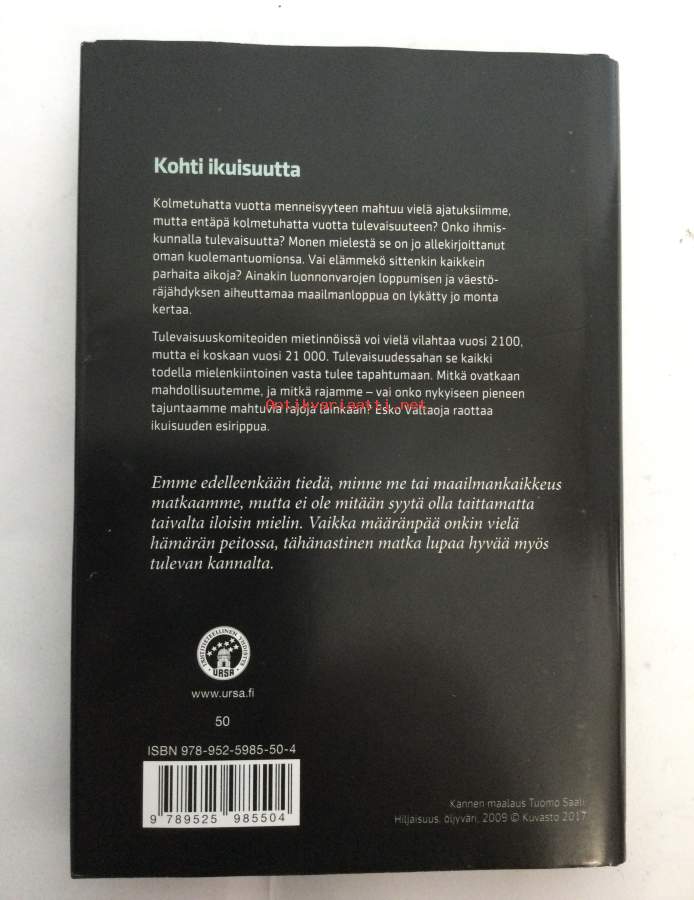 Kohti ikuisuutta
Kolmetuhatta vuotta menneisyyteen mahtuu vielä ajatuksiimme,
mutta entäpä kolmetuhatta vuotta tulevaisuuteen? Onko ihmis-
kunnalla tulevaisuutta? Monen mielestä se on jo allekirjoittanut
oman kuolemantuomionsa. Vai elämmekö sittenkin kaikkein
parhaita aikoja? Ainakin luonnonvarojen loppumisen ja väestö-
räjähdyksen aiheuttamaa maailmanloppua on lykätty jo monta
kertaa.
Tulevaisuuskomiteoiden mietinnöissä voi vielä vilahtaa vuosi 2100,
mutta ei koskaan vuosi 21 000. Tulevaisuudessahan se kaikki
todella mielenkiintoinen vasta tulee tapahtumaan. Mitkä ovatkaan
mahdollisuutemme, ja mitkä rajamme – vai onko nykyiseen pieneen
tajuntaamme mahtuvia rajoja lainkaan? Esko Valtaoja raottaa
Antikvariaatti.net
ikuisuuden esirippua.
Emme edelleenkään tiedä, minne me tai maailmankaikkeus
matkaamme, mutta ei ole mitään syytä olla taittamatta
taivalta iloisin mielin. Vaikka määränpää onkin vielä
hämärän peitossa, tähänastinen matka lupaa hyvää myös
tulevan kannalta.
TÄHTITIETEELLINEN YHDISTYS
URSA
www.ursa.fi
50
ISBN 978-952-5985-50-4
9 789525 985504
Kannen maalaus Tuomo Saali
Hiljaisuus, öljyväri, 2009 © Kuvasto 2017